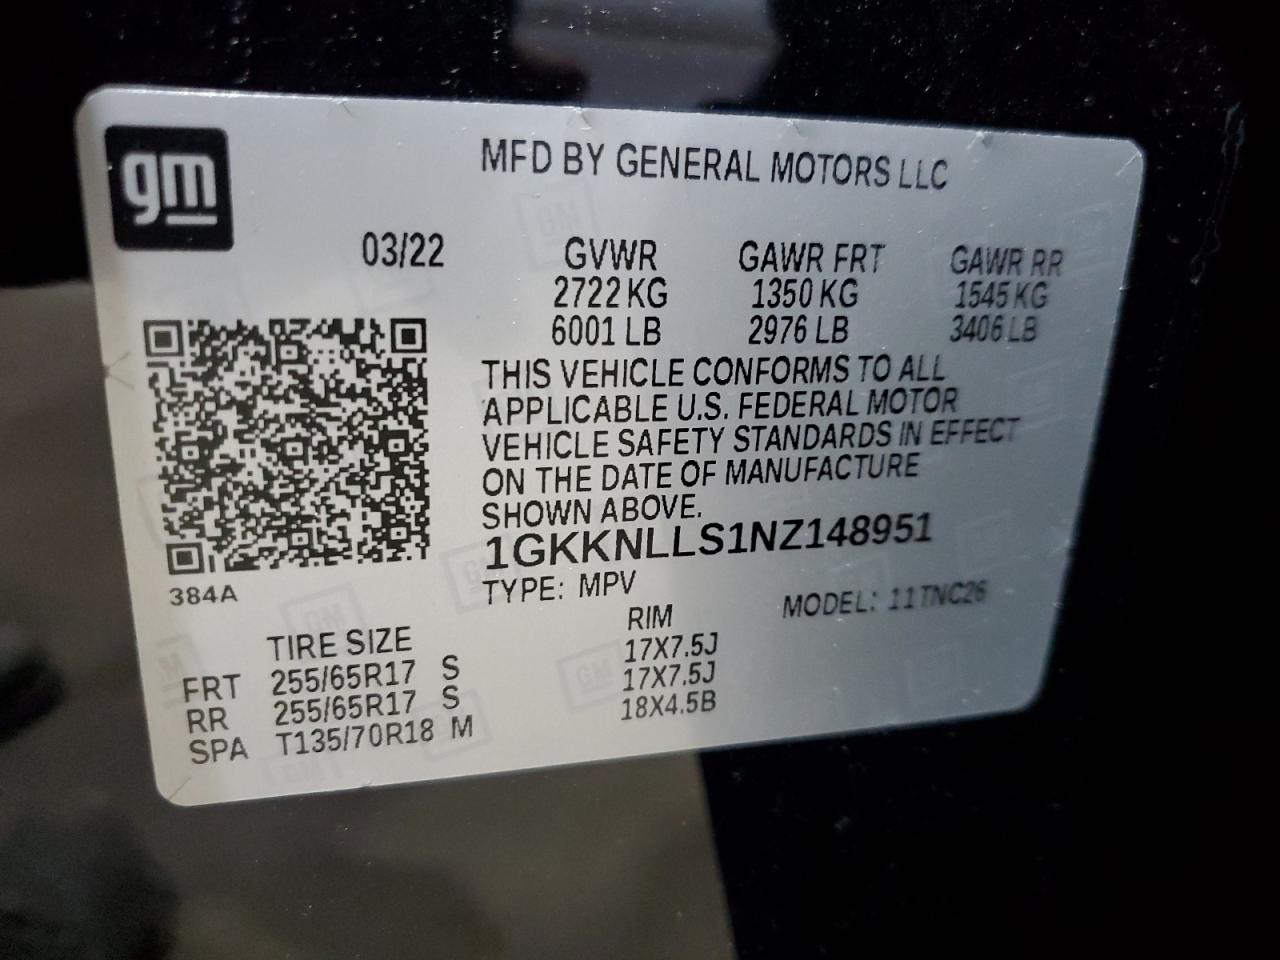 gm
MFD BY GENERAL MOTORS LLC
03/22 GVWR GAWR FRT GAWR RR
2722 KG 1350 KG 1545 KG
6001 LB 2976 LB 3406 LB
THIS VEHICLE CONFORMS TO ALL
APPLICABLE U.S. FEDERAL MOTOR
VEHICLE SAFETY STANDARDS IN EFFECT
ON THE DATE OF MANUFACTURE
SHOWN ABOVE.
1GKKNLLS1NZ148951
384A
TYPE: MPV MODEL: 11TNC26
TIRE SIZE RIM
FRT 255/65R17 S 17X7.5J
RR 255/65R17 S 17X7.5J
SPA T135/70R18 M 18X4.5B